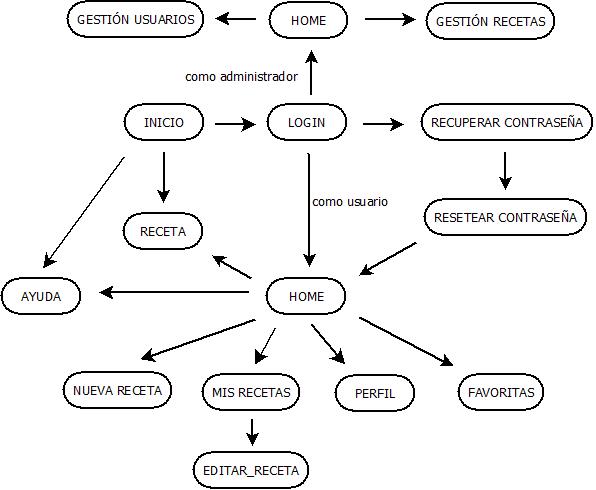 GESTIÓN USUARIOS
HOME
GESTIÓN RECETAS
como administrador
INICIO
LOGIN
RECUPERAR CONTRASEÑA
como usuario
RECETA
RESETEAR CONTRASEÑA
AYUDA
HOME
NUEVA RECETA
MIS RECETAS
PERFIL
FAVORITAS
EDITAR_RECETA